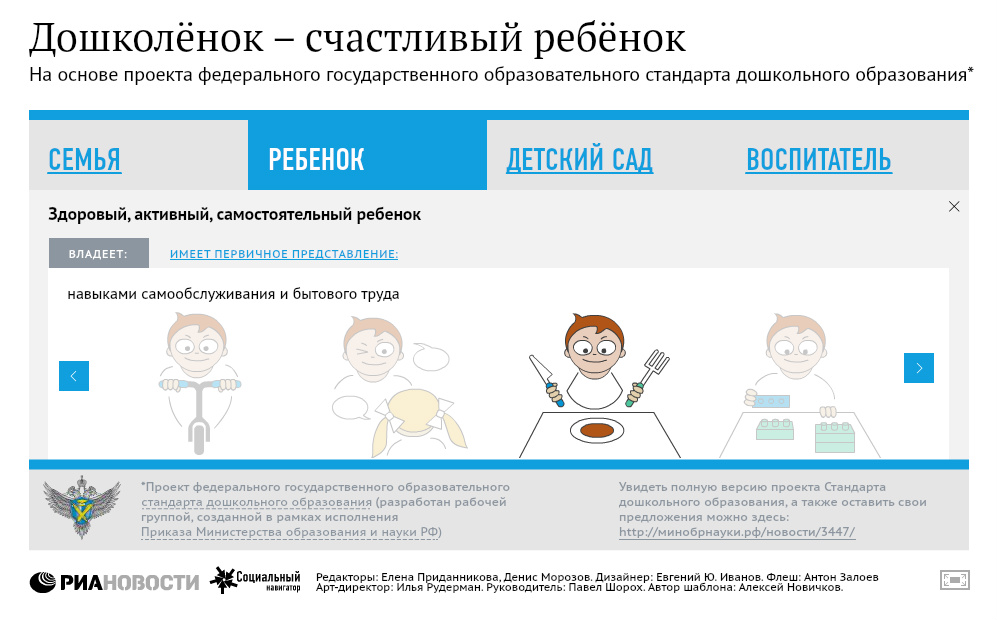 Дошколёнок – счастливый ребёнок
На основе проекта федерального государственного образовательного стандарта дошкольного образования*
СЕМЬЯ
РЕБЕНОК
ДЕТСКИЙ САД
ВОСПИТАТЕЛЬ
Здоровый, активный, самостоятельный ребенок
ВЛАДЕЕТ:
ИМЕЕТ ПЕРВИЧНОЕ ПРЕДСТАВЛЕНИЕ:
навыками самообслуживания и бытового труда
*Проект федерального государственного образовательного
стандарта дошкольного образования (разработан рабочей
группой, созданной в рамках исполнения
Приказа Министерства образования и науки РФ)
Увидеть полную версию проекта Стандарта
дошкольного образования, а также оставить свои
предложения можно здесь:
http://минобрнауки.рф/новости/3447/
РИАНОВОСТИ
Социальный
навигатор
Редакторы: Елена Приданникова, Денис Морозов. Дизайнер: Евгений Ю. Иванов. Флеш: Антон Залоев
Арт-директор: Илья Рудерман. Руководитель: Павел Шорох. Автор шаблона: Алексей Новичков.